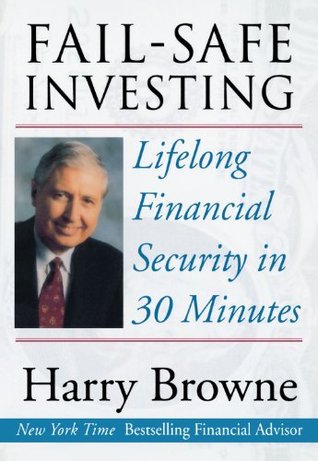 FAIL-SAFE
INVESTING
Lifelong
Financial
Security in
30 Minutes
Harry Browne
New York Time Bestselling Financial Advisor